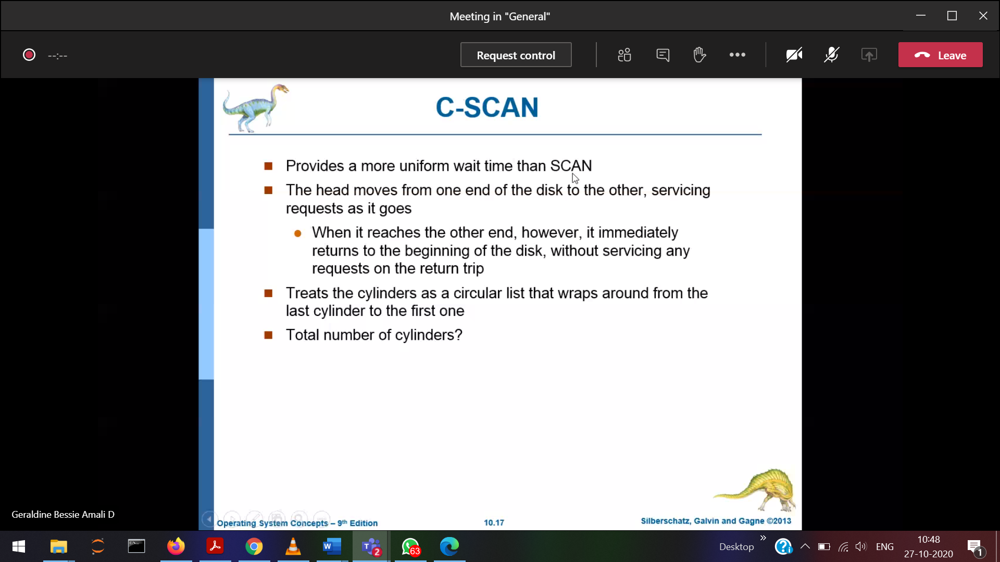 Meeting in "General"
--:--
Request control
Leave
C-SCAN
Provides a more uniform wait time than SCAN
The head moves from one end of the disk to the other, servicing
requests as it goes
When it reaches the other end, however, it immediately
returns to the beginning of the disk, without servicing any
requests on the return trip
Treats the cylinders as a circular list that wraps around from the
last cylinder to the first one
Total number of cylinders?
Geraldine Bessie Amali D
Operating System Concepts – 9th Edition
10.17
Silberschatz, Galvin and Gagne ©2013
C:\
W
T
2
63
Desktop
ENG
10:48
27-10-2020
1